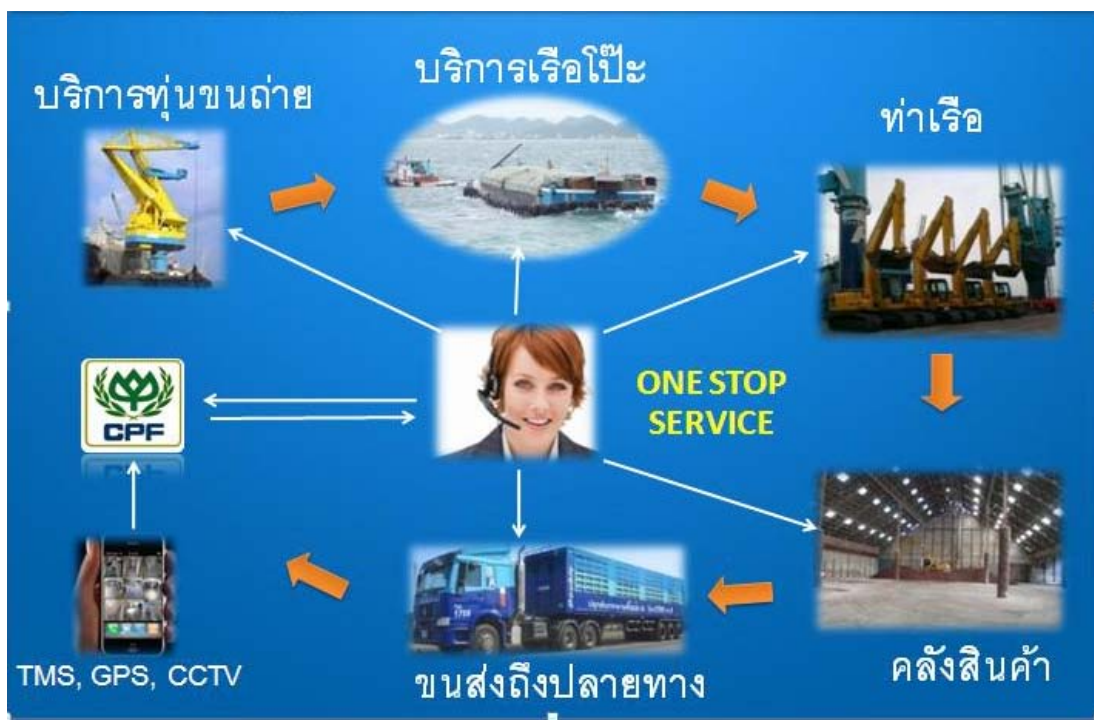 บริการทุ่นขนถ่าย
บริการเรือโป๊ะ
ท่าเรือ
CPF
ONE STOP
SERVICE
TMS, GPS, CCTV
ขนส่งถึงปลายทาง
คลังสินค้า